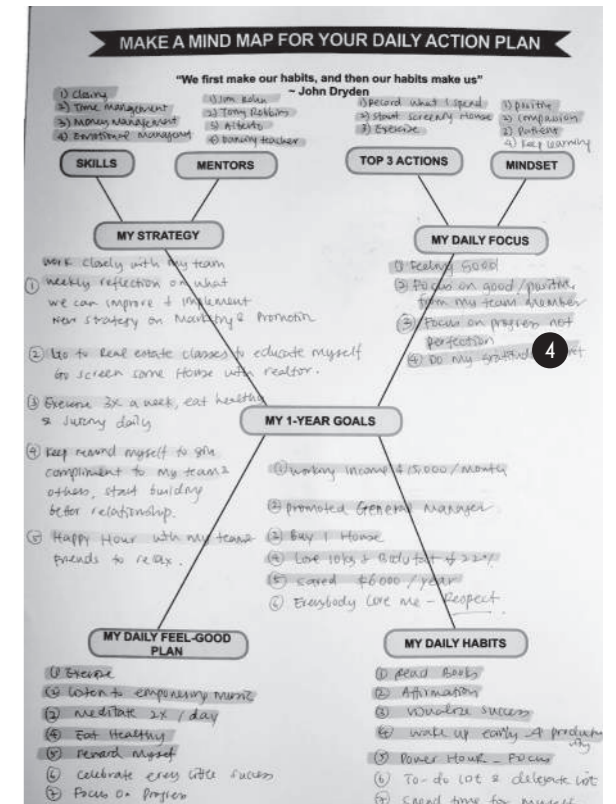 MAKE A MIND MAP FOR YOUR DAILY ACTION PLAN
"We first make our habits, and then our habits make us"
~ John Dryden
1) Closing
2) Time management
3) Money Management
4) Emotional Management
SKILLS
1) Jim Rohn
2) Tony Robbins
3) Alberto
4) Dancing teacher
MENTORS
1) Record what I spend
2) Start screening House
3) Exercise
TOP 3 ACTIONS
1) positive
2) Compassion
3) Patient
4) Keep learning
MINDSET
MY STRATEGY
Work closely with my team
① weekly reflection on what
we can improve & implement
New strategy on Marketing & Promotion
② Go to Real estate classes to educate myself
Go screen some House with realtor.
③ Exercise 3x a week, eat healthy
& daily
④ Keep remind myself to give
compliment to my team &
others, start building
better relationship.
⑤ Happy Hour with my team &
Friends to relax.
MY DAILY FOCUS
① Feeling Good
② Focus on good / positive
from my team member
③ Focus on progress not
perfection
④ Do my
4
MY 1-YEAR GOALS
① Working income $15,000 / month
② Promoted General Manager
③ Buy 1 House
④ Lose 10kg & Body fat 22%
⑤ Saved $6000 / year
⑥ Everybody Love me - Respect
MY DAILY FEEL-GOOD
PLAN
① Exercise
② Listen to empowering music
③ Meditate 2x / day
④ Eat Healthy
⑤ Reward Myself
⑥ Celebrate every little success
⑦ Focus on Progress
MY DAILY HABITS
① Read Books
② Affirmation
③ Visualize success
④ Wake up early
⑤ Power Hour - Focus
⑥ To-do list & delegate list
⑦ Spend time for myself